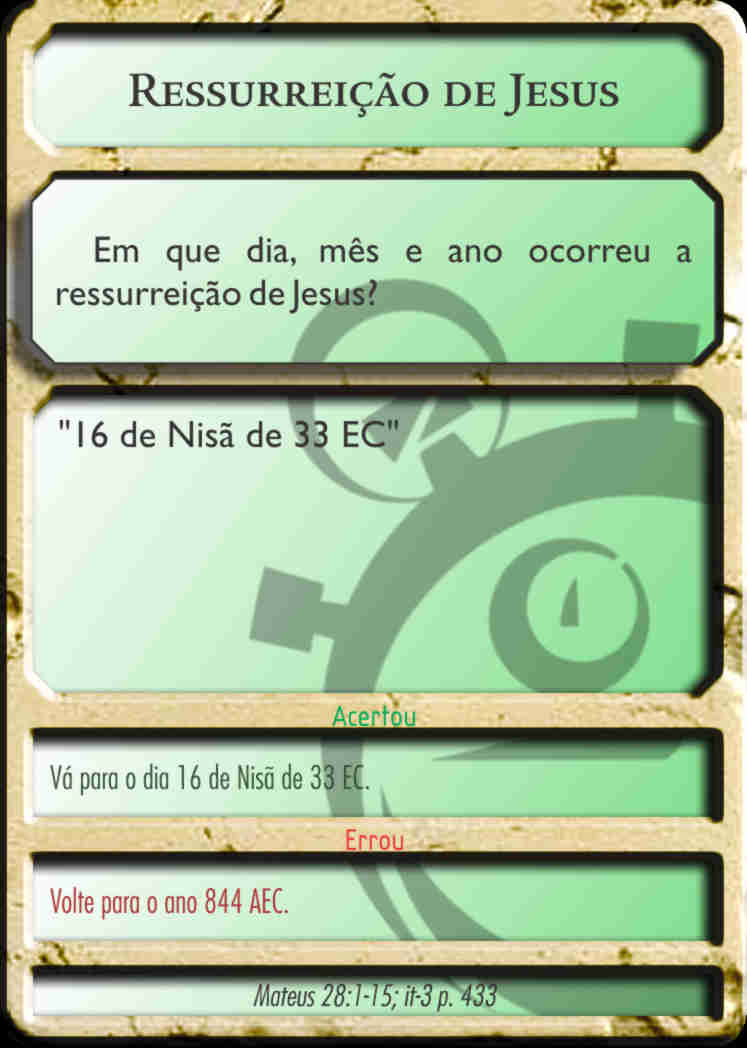 Ressurreição de Jesus
Em que dia, mês e ano ocorreu a
ressurreição de Jesus?
"16 de Nisã de 33 EC"
Acertou
Vá para o dia 16 de Nisã de 33 EC.
Errou
Volte para o ano 844 AEC.
Mateus 28:1-15; it-3 p. 433